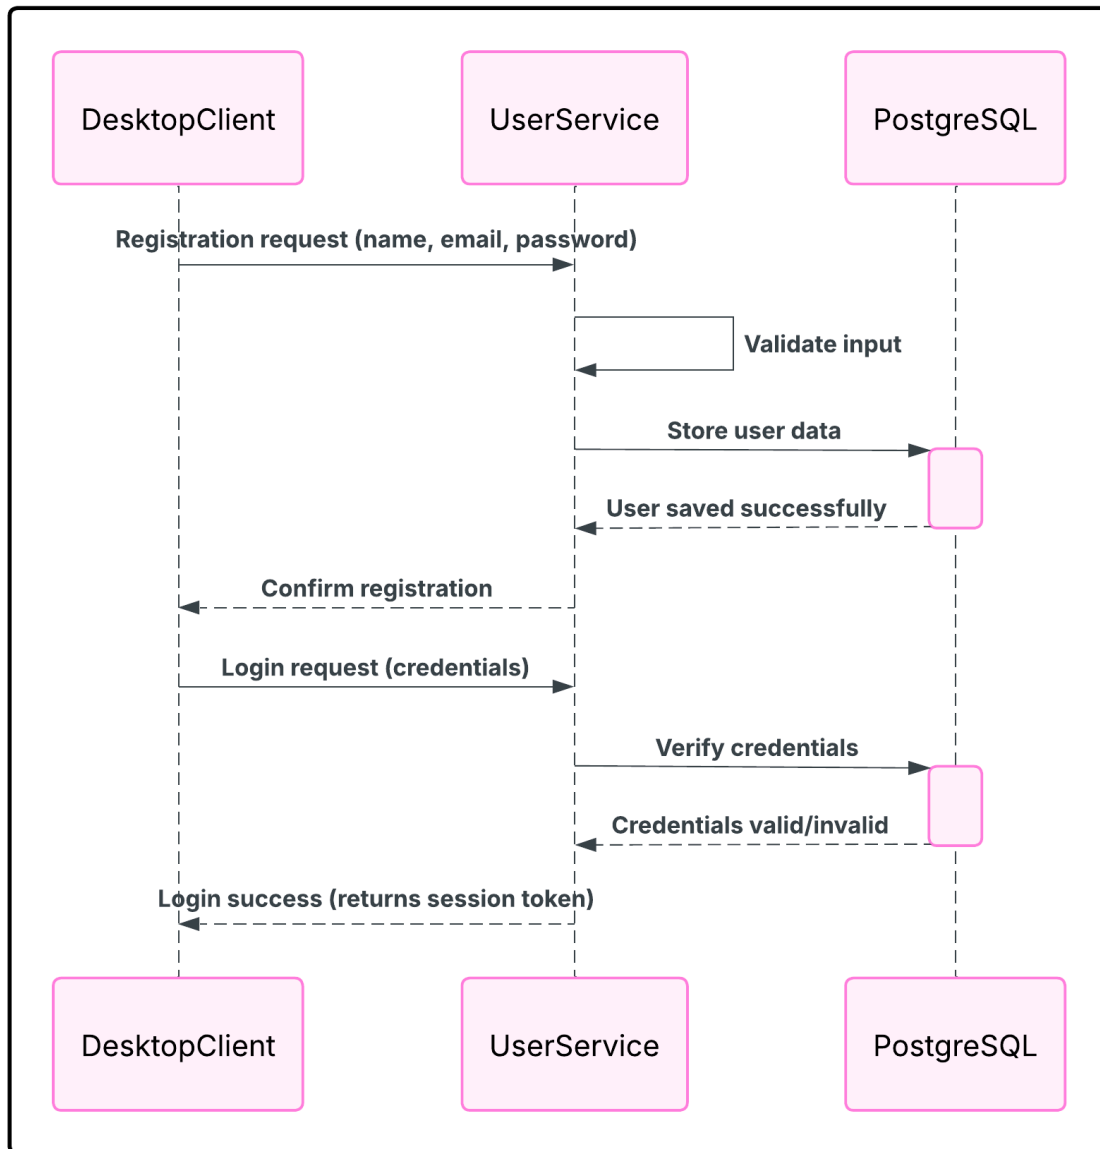 DesktopClient
UserService
PostgreSQL
Registration request (name, email, password)
Validate input
Store user data
User saved successfully
Confirm registration
Login request (credentials)
Verify credentials
Credentials valid/invalid
Login success (returns session token)
DesktopClient
UserService
PostgreSQL